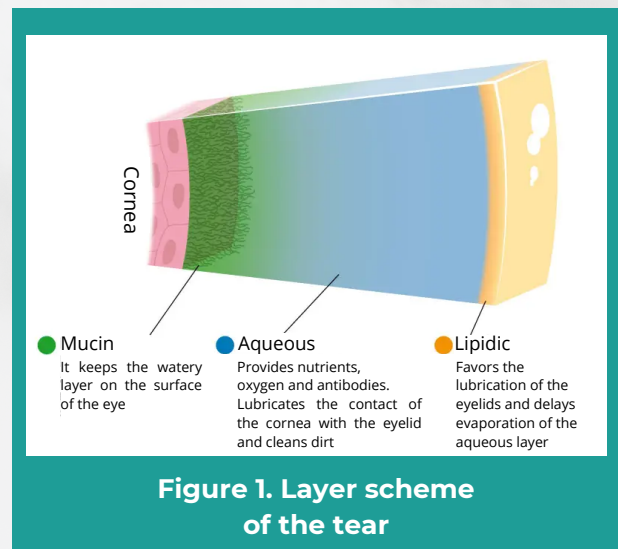 Cornea
Mucin
It keeps the watery
layer on the surface
of the eye
Aqueous
Provides nutrients,
oxygen and antibodies.
Lubricates the contact of
the cornea with the eyelid
and cleans dirt
Lipidic
Favors the
lubrication of the
eyelids and delays
evaporation of the
aqueous layer
Figure 1. Layer scheme
of the tear